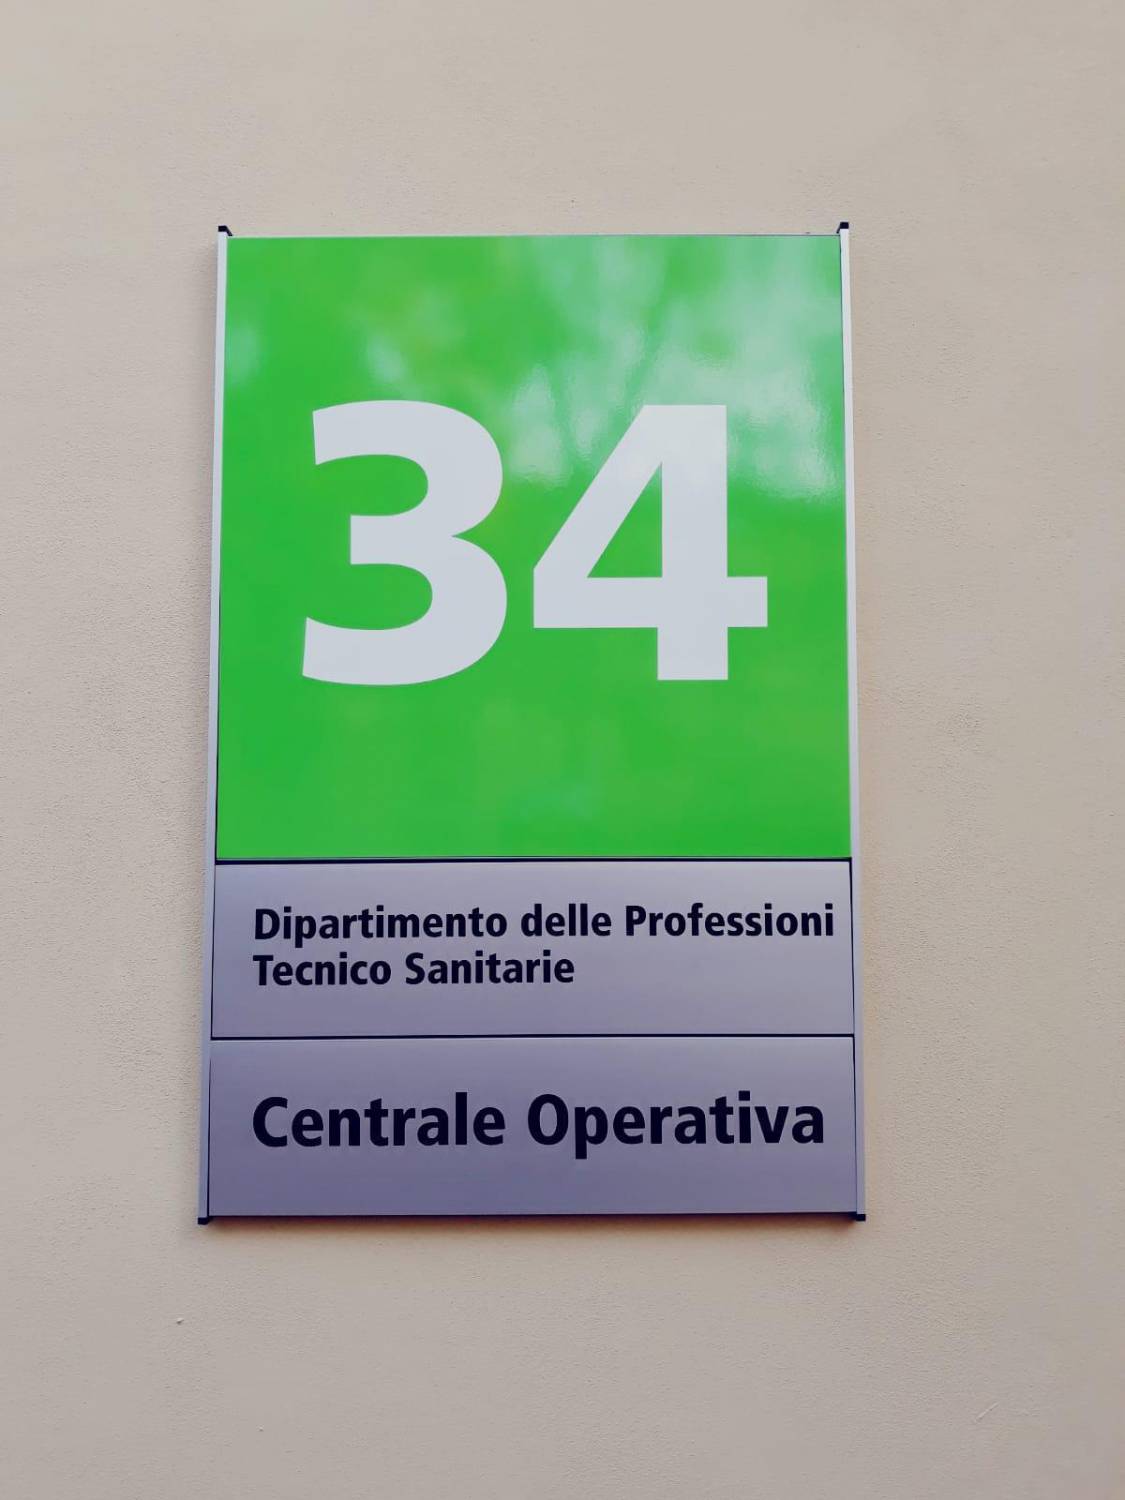 34
Dipartimento delle Professioni
Tecnico Sanitarie
Centrale Operativa